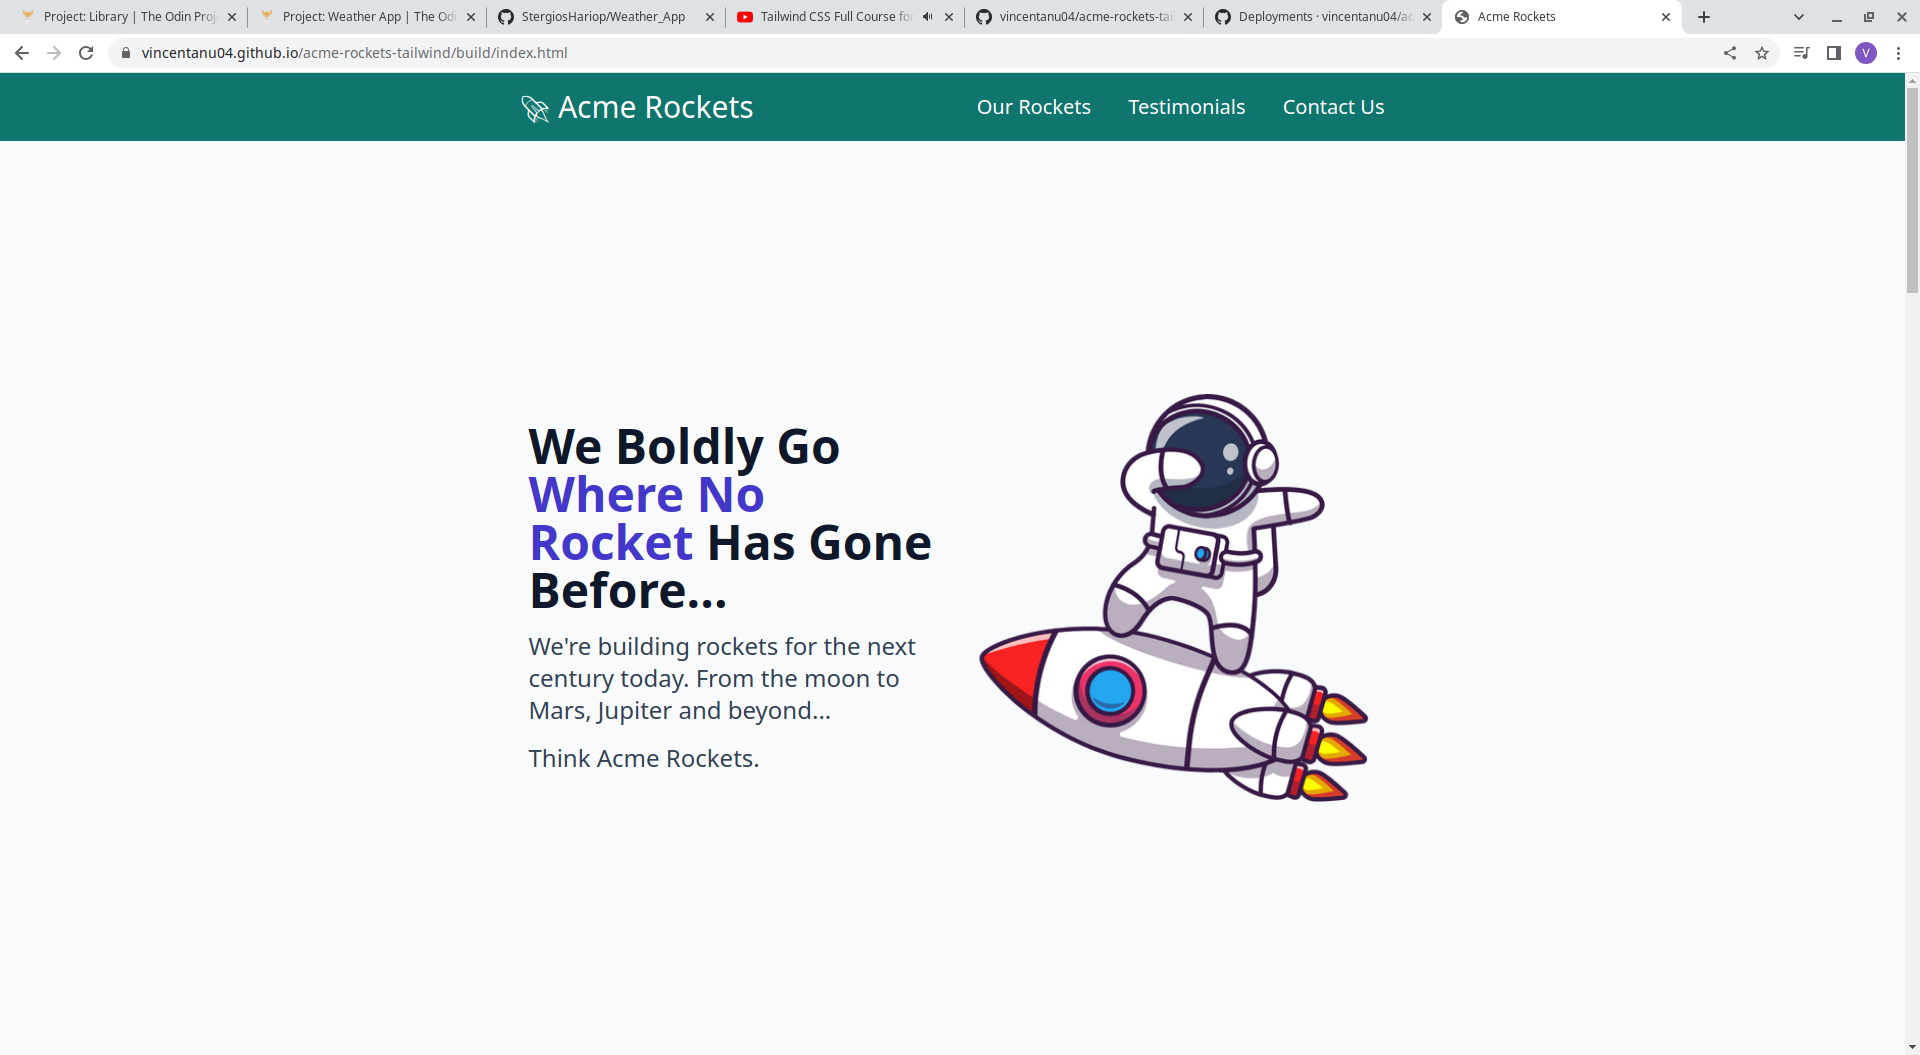 Project: Library | The Odin Proj
Project: Weather App | The Odi
StergiosHariop/Weather_App
Tailwind CSS Full Course for
vincentanu04/acme-rockets-tail
Deployments · vincentanu04/ac
Acme Rockets
vincentanu04.github.io/acme-rockets-tailwind/build/index.html
V
Acme Rockets
Our Rockets
Testimonials
Contact Us
We Boldly Go
Where No
Rocket Has Gone
Before...
We're building rockets for the next
century today. From the moon to
Mars, Jupiter and beyond...
Think Acme Rockets.